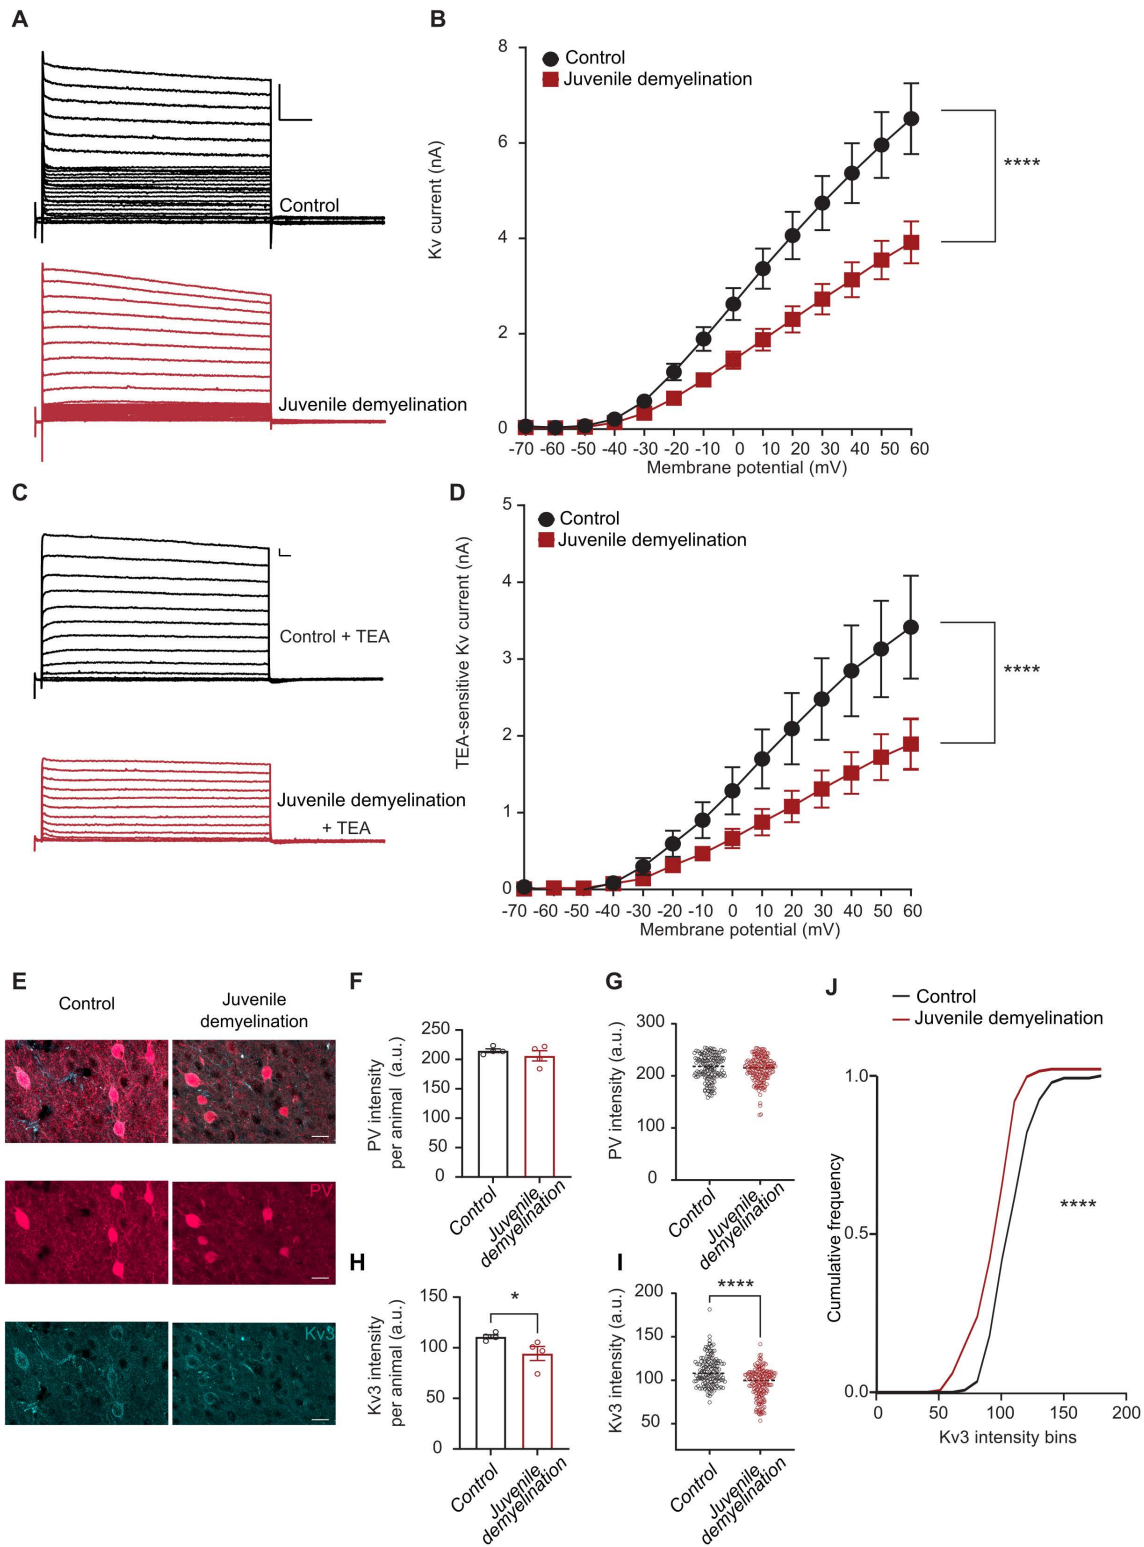 A
Control
Juvenile demyelination
B
Control
Juvenile demyelination
Kv current (nA)
8
6
4
2
0
-70 -60 -50 -40 -30 -20 -10 0 10 20 30 40 50 60
Membrane potential (mV)
****
C
Control + TEA
Juvenile demyelination
+ TEA
D
Control
Juvenile demyelination
TEA-sensitive Kv current (nA)
5
4
3
2
1
0
-70 -60 -50 -40 -30 -20 -10 0 10 20 30 40 50 60
Membrane potential (mV)
****
E
Control
Juvenile
demyelination
PV
Kv3
F
PV intensity
per animal (a.u.)
250
200
150
100
50
0
Control
Juvenile
demyelination
G
PV intensity (a.u.)
300
200
100
0
Control
Juvenile
demyelination
H
Kv3 intensity
per animal (a.u.)
150
100
50
0
*
Control
Juvenile
demyelination
I
Kv3 intensity (a.u.)
200
150
100
50
****
Control
Juvenile
demyelination
J
Control
Juvenile demyelination
Cumulative frequency
1.0
0.5
0.0
****
0 50 100 150 200
Kv3 intensity bins